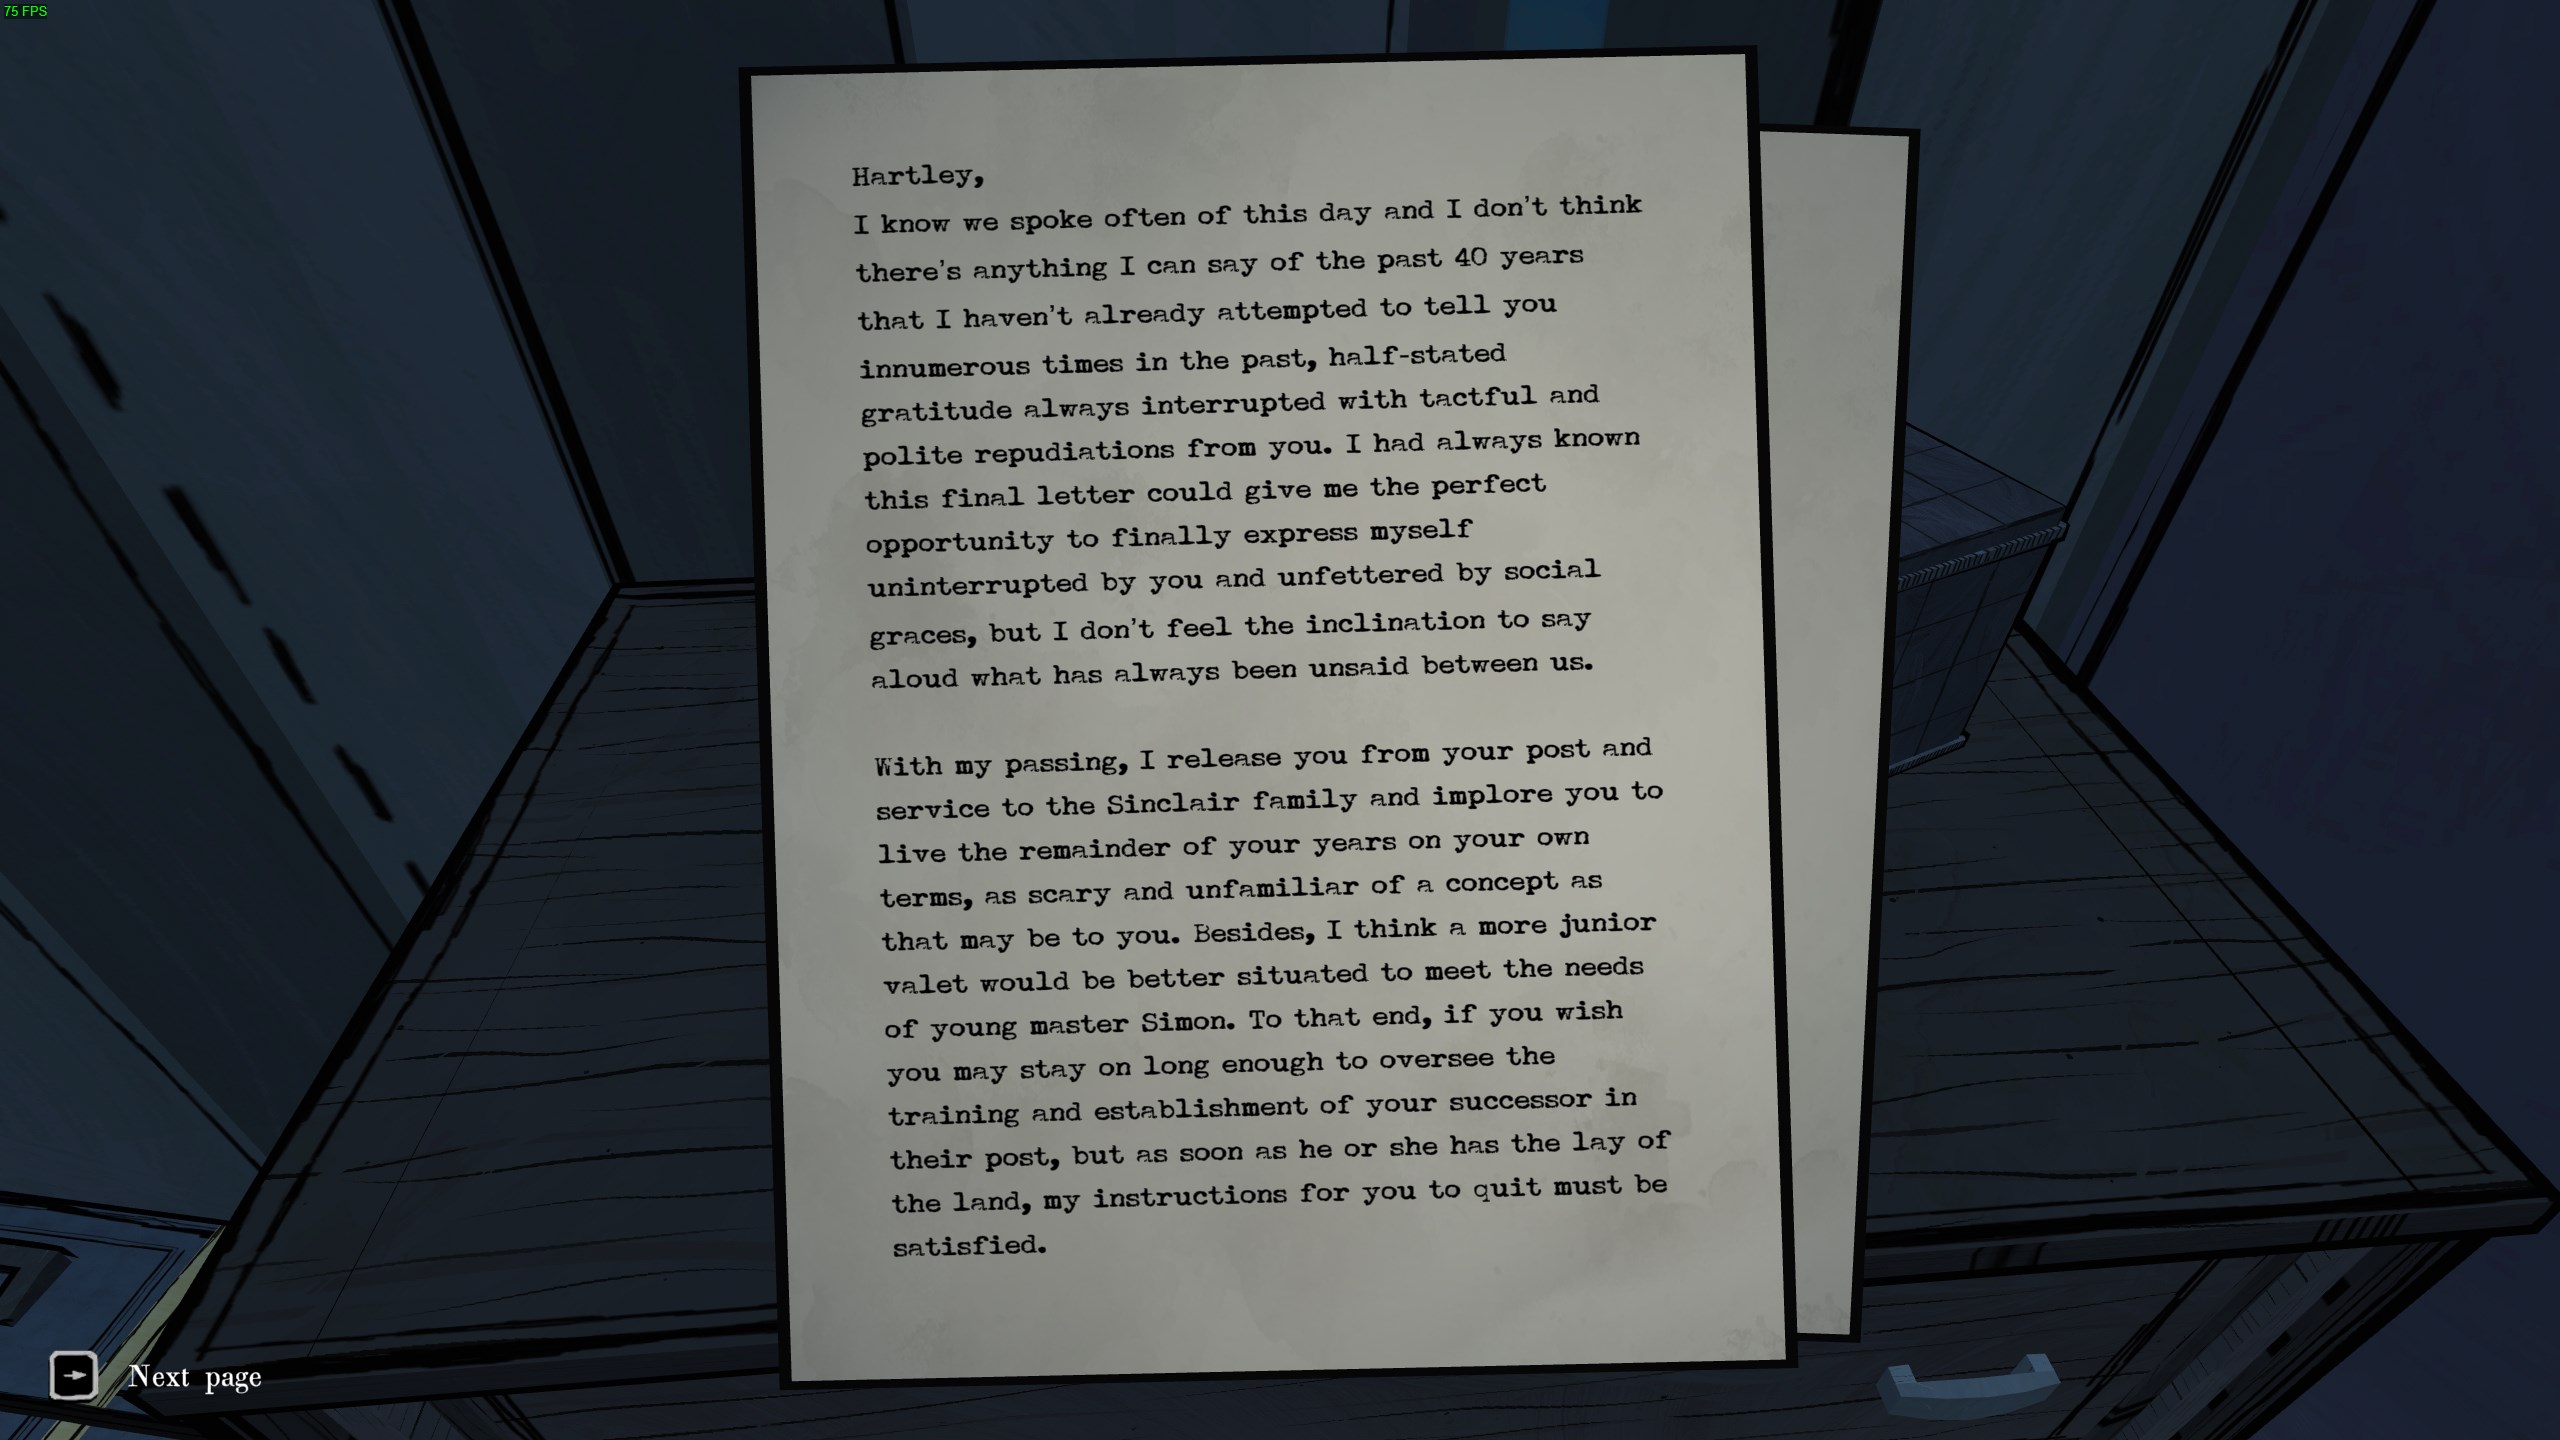 75 FPS
Hartley,
I know we spoke often of this day and I don't think
there's anything I can say of the past 40 years
that I haven't already attempted to tell you
innumerous times in the past, half-stated
gratitude always interrupted with tactful and
polite repudiations from you. I had always known
this final letter could give me the perfect
opportunity to finally express myself
uninterrupted by you and unfettered by social
graces, but I don't feel the inclination to say
aloud what has always been unsaid between us.
With my passing, I release you from your post and
service to the Sinclair family and implore you to
live the remainder of your years on your own
terms, as scary and unfamiliar of a concept as
that may be to you. Besides, I think a more junior
valet would be better situated to meet the needs
of young master Simon. To that end, if you wish
you may stay on long enough to oversee the
training and establishment of your successor in
their post, but as soon as he or she has the lay of
the land, my instructions for you to quit must be
satisfied.
Next page